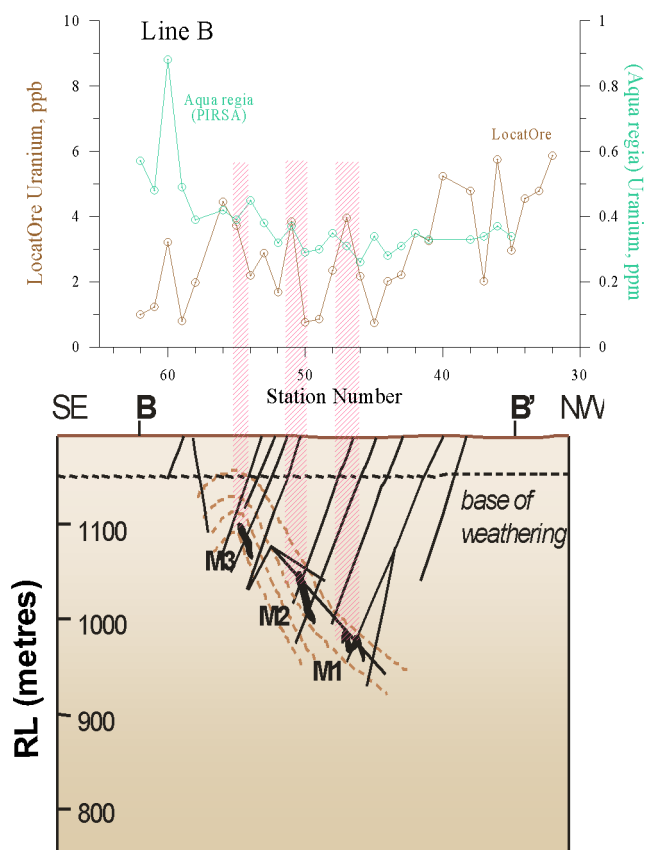 Line B
10
8
6
4
2
0
LocatOre Uranium, ppb
1
0.8
0.6
0.4
0.2
0
(Aqua regia) Uranium, ppm
Aqua regia
(PIRSA)
LocatOre
60
50
40
30
Station Number
SE
B
B'
NW
base of
weathering
1100
1000
900
800
RL (metres)
M3
M2
M1